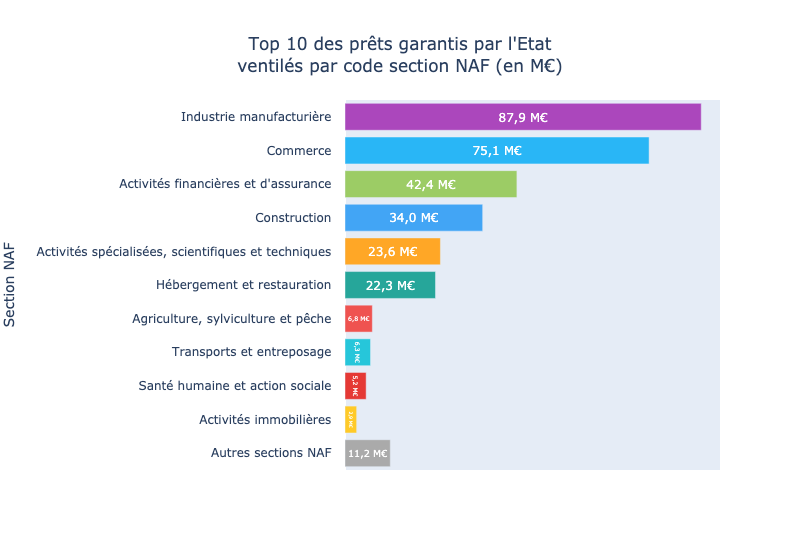 Top 10 des prêts garantis par l'Etat
ventilés par code section NAF (en M€)
Section NAF
Industrie manufacturière 87,9 M€
Commerce 75,1 M€
Activités financières et d'assurance 42,4 M€
Construction 34,0 M€
Activités spécialisées, scientifiques et techniques 23,6 M€
Hébergement et restauration 22,3 M€
Agriculture, sylviculture et pêche 6,8 M€
Transports et entreposage 6,3 M€
Santé humaine et action sociale 5,2 M€
Activités immobilières
Autres sections NAF 11,2 M€